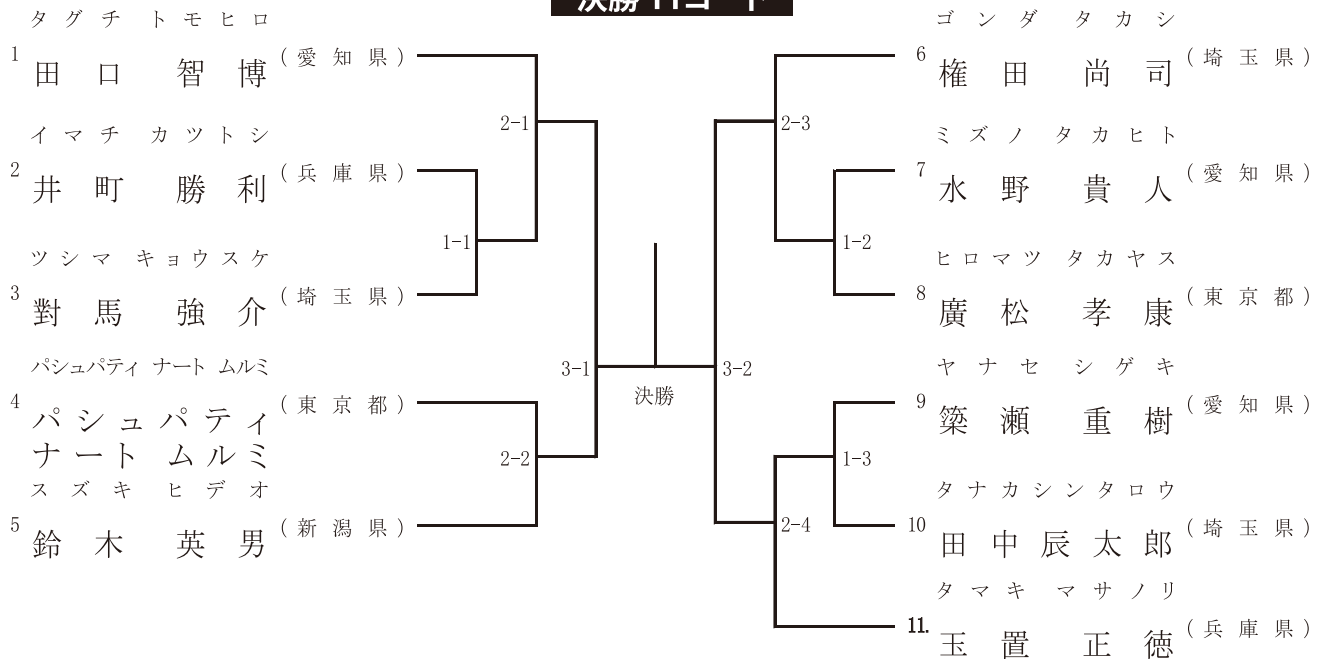 決勝 Hコート
タグチ トモヒロ
1 田口 智博 (愛知県)
イマチ カツトシ
2 井町 勝利 (兵庫県)
ツシマ キョウスケ
3 對馬 強介 (埼玉県)
パシュパティ ナート ムルミ
4 パシュパティ (東京都)
ナート ムルミ
スズキ ヒデオ
5 鈴木 英男 (新潟県)
2-1
1-1
3-1
2-2
決勝
3-2
2-3
1-2
1-3
2-4
ゴンダ タカシ
6 権田 尚司 (埼玉県)
ミズノ タカヒト
7 水野 貴人 (愛知県)
ヒロマツ タカヤス
8 廣松 孝康 (東京都)
ヤナセ シゲキ
9 築瀬 重樹 (愛知県)
タナカシンタロウ
10 田中辰太郎 (埼玉県)
タマキ マサノリ
11. 玉置 正徳 (兵庫県)